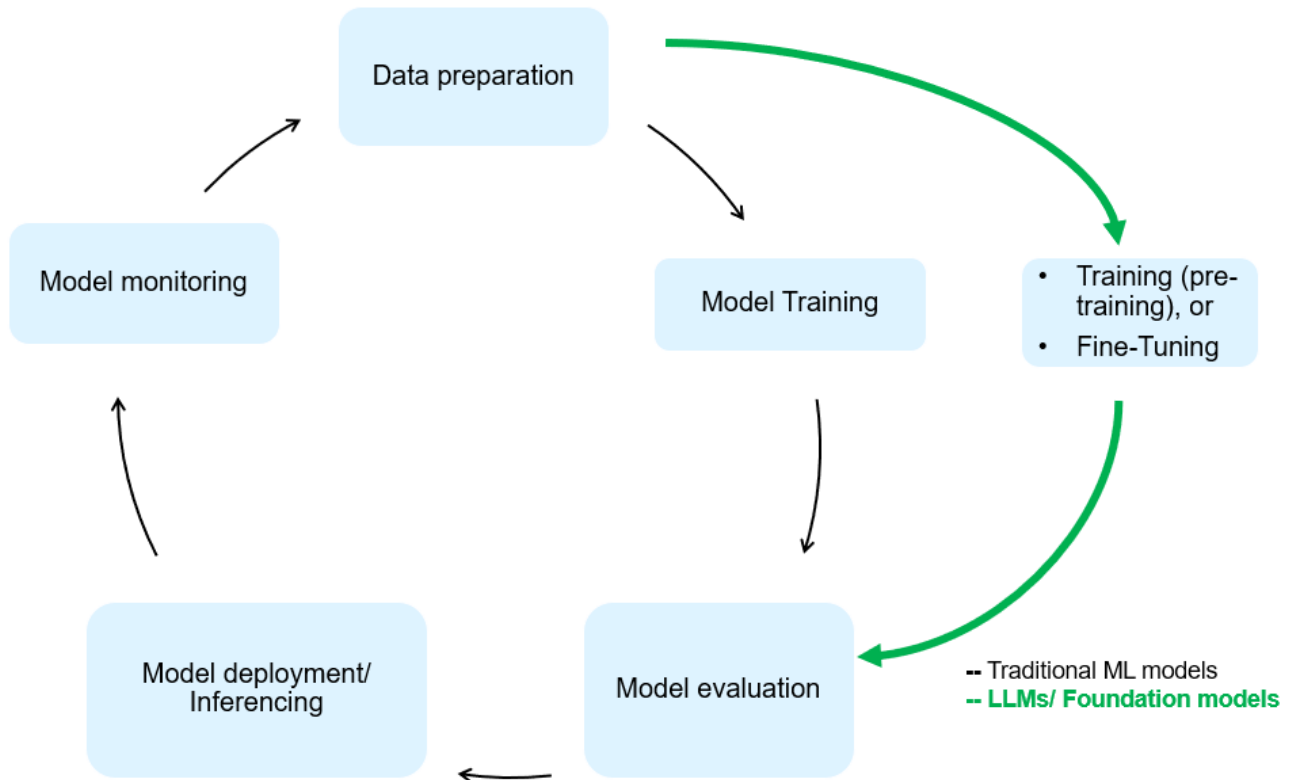 Data preparation
Model monitoring
Model Training
• Training (pre-
training), or
• Fine-Tuning
Model deployment/
Inferencing
Model evaluation
-- Traditional ML models
-- LLMs/ Foundation models